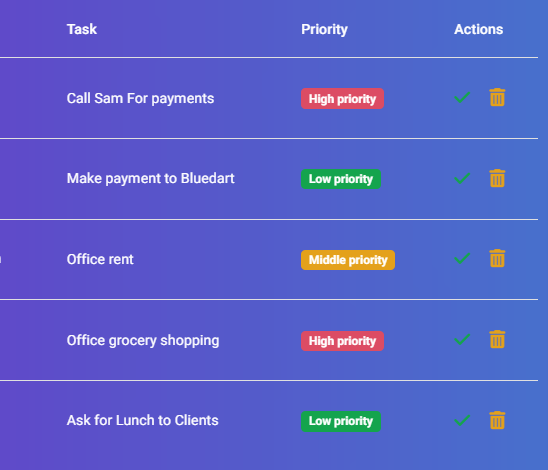 Task Priority Actions
Call Sam For payments High priority
Make payment to Bluedart Low priority
Office rent Middle priority
Office grocery shopping High priority
Ask for Lunch to Clients Low priority